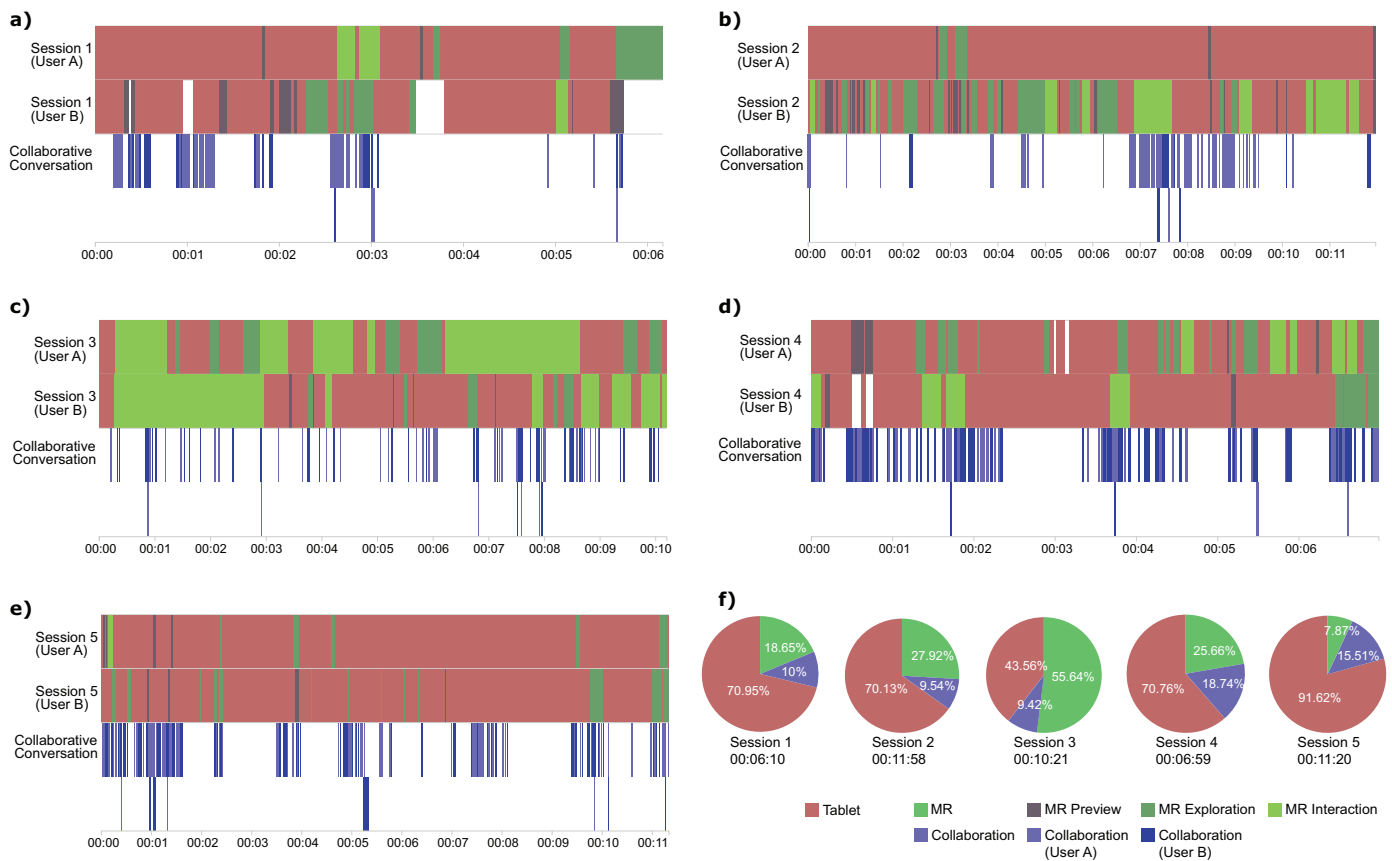 a)
Session 1
(User A)
Session 1
(User B)
Collaborative
Conversation
00:00 00:01 00:02 00:03 00:04 00:05 00:06
b)
Session 2
(User A)
Session 2
(User B)
Collaborative
Conversation
00:00 00:01 00:02 00:03 00:04 00:05 00:06 00:07 00:08 00:09 00:10 00:11
c)
Session 3
(User A)
Session 3
(User B)
Collaborative
Conversation
00:00 00:01 00:02 00:03 00:04 00:05 00:06 00:07 00:08 00:09 00:10
d)
Session 4
(User A)
Session 4
(User B)
Collaborative
Conversation
00:00 00:01 00:02 00:03 00:04 00:05 00:06
e)
Session 5
(User A)
Session 5
(User B)
Collaborative
Conversation
00:00 00:01 00:02 00:03 00:04 00:05 00:06 00:07 00:08 00:09 00:10 00:11
f)
18.65%
10%
70.95%
Session 1
00:06:10
27.92%
9.54%
70.13%
Session 2
00:11:58
43.56%
55.64%
9.42%
Session 3
00:10:21
25.66%
18.74%
70.76%
Session 4
00:06:59
7.87%
15.51%
91.62%
Session 5
00:11:20
Tablet MR MR Preview MR Exploration MR Interaction
Collaboration Collaboration Collaboration
(User A) (User B)